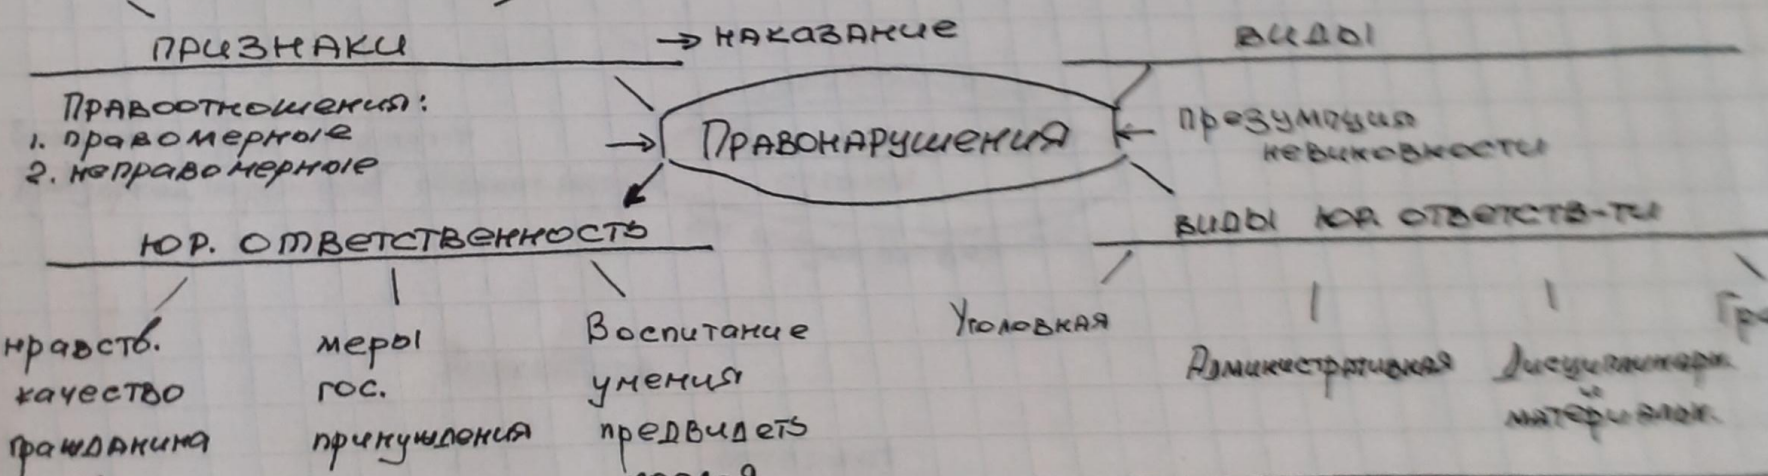 ПРИЗНАКИ
→ НАКАЗАНИЕ
ВИДЫ
ПРАВООТНОШЕНИЯ:
1. ПРАВОМЕРНЫЕ
2. НЕПРАВОМЕРНЫЕ
ПРАВОНАРУШЕНИЯ
ПРЕЗУМПЦИЯ
НЕВИНОВНОСТИ
ЮР. ОТВЕТСТВЕННОСТЬ
ВИДЫ ЮР. ОТВЕТСТВ-ТИ
нравств.
качество
гражданина
меры
гос.
принуждения
Воспитание
умения
предвидеть
Уголовная
Административная
Дисциплинарн.
и
материальн.